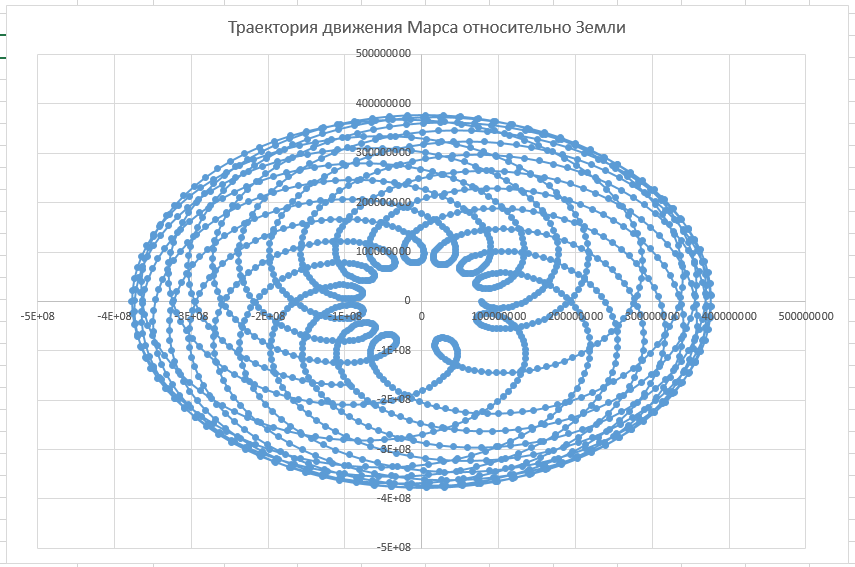 Траектория движения Марса относительно Земли
500000000
400000000
300000000
200000000
100000000
0
-5E+08 -4E+08 -3E+08 -2E+08 -1E+08 0 100000000 200000000 300000000 400000000 500000000
-1E+08
-2E+08
-3E+08
-4E+08
-5E+08